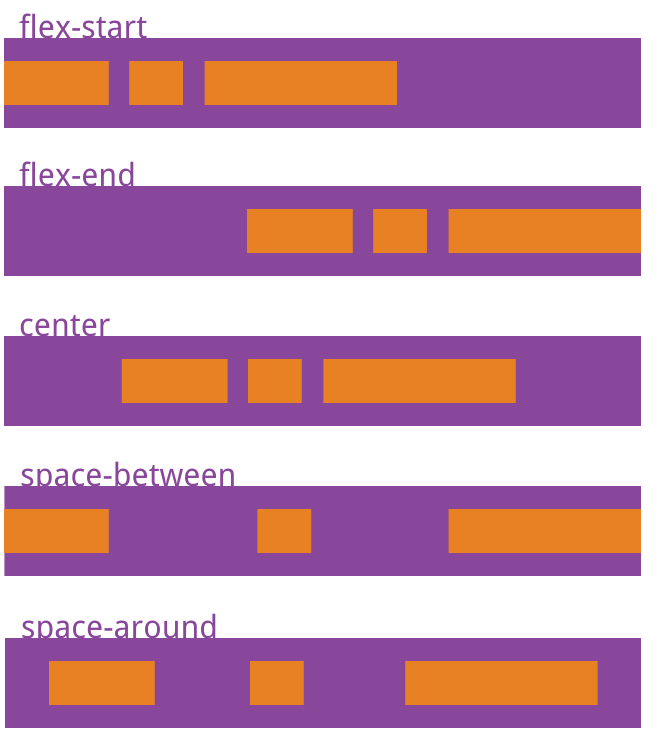 flex-start
flex-end
center
space-between
space-around